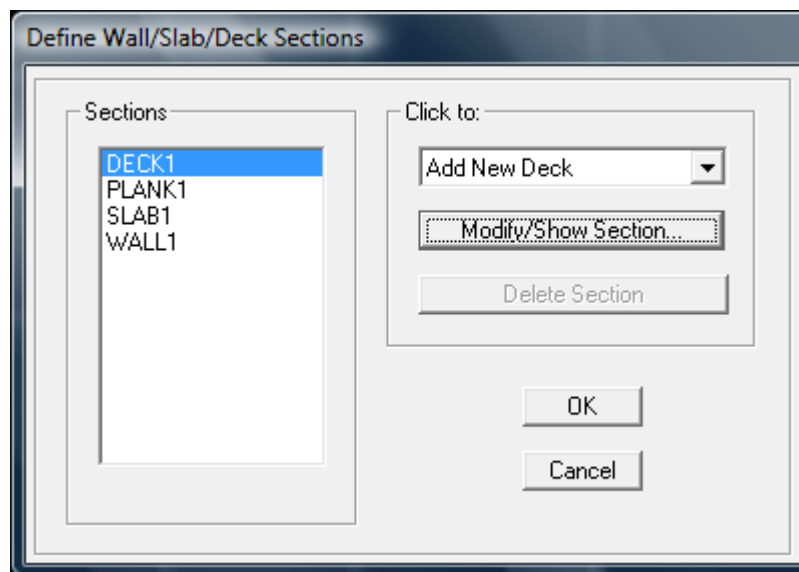 Define Wall/Slab/Deck Sections
Sections
DECK1
PLANK1
SLAB1
WALL1
Click to:
Add New Deck
Modify/Show Section...
Delete Section
OK
Cancel